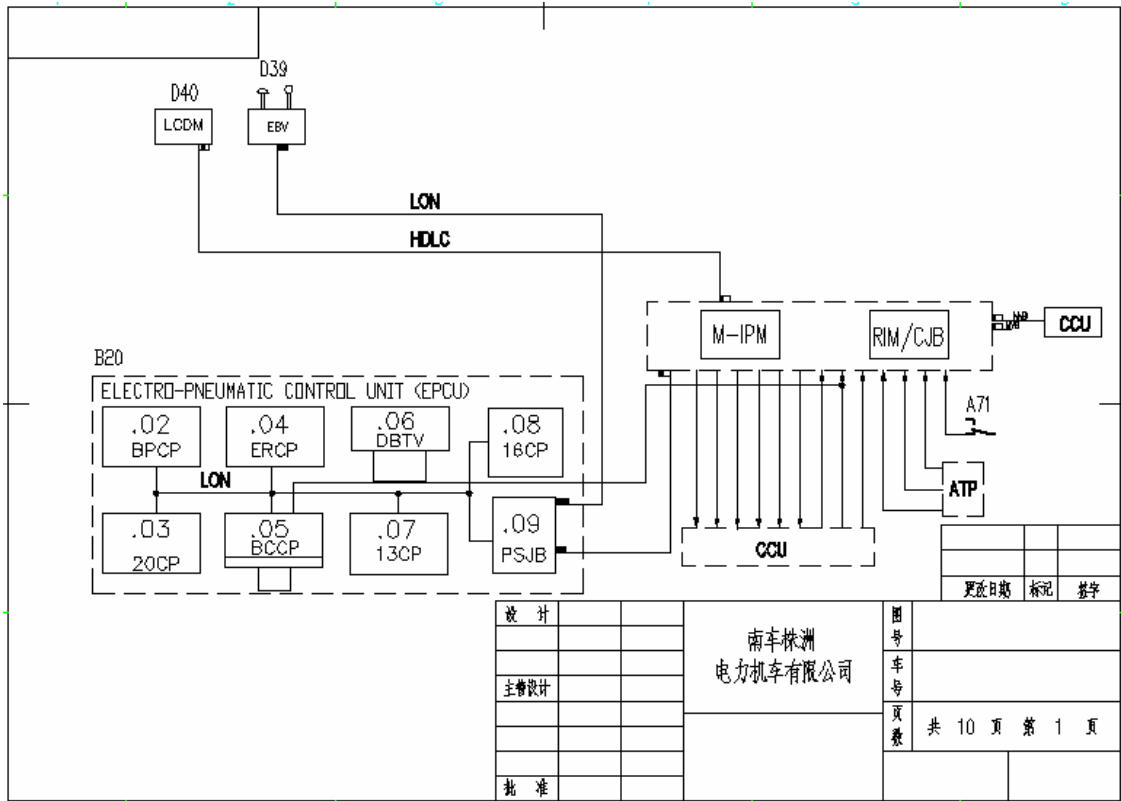 D39
D40
LCDM
EBV
LON
HDLC
M-IPM
RIM/CJB
CCU
B20
ELECTRO-PNEUMATIC CONTROL UNIT (EPCU)
.02
BPCP
.04
ERCP
.06
DBTV
.08
16CP
A71
LON
ATP
.03
20CP
.05
BCCP
.07
13CP
.09
PSJB
CCU
更改日期 标记 签字
设 计
南车株洲
电力机车有限公司
图号
车号
主管设计
页数
共 10 页 第 1 页
批 准